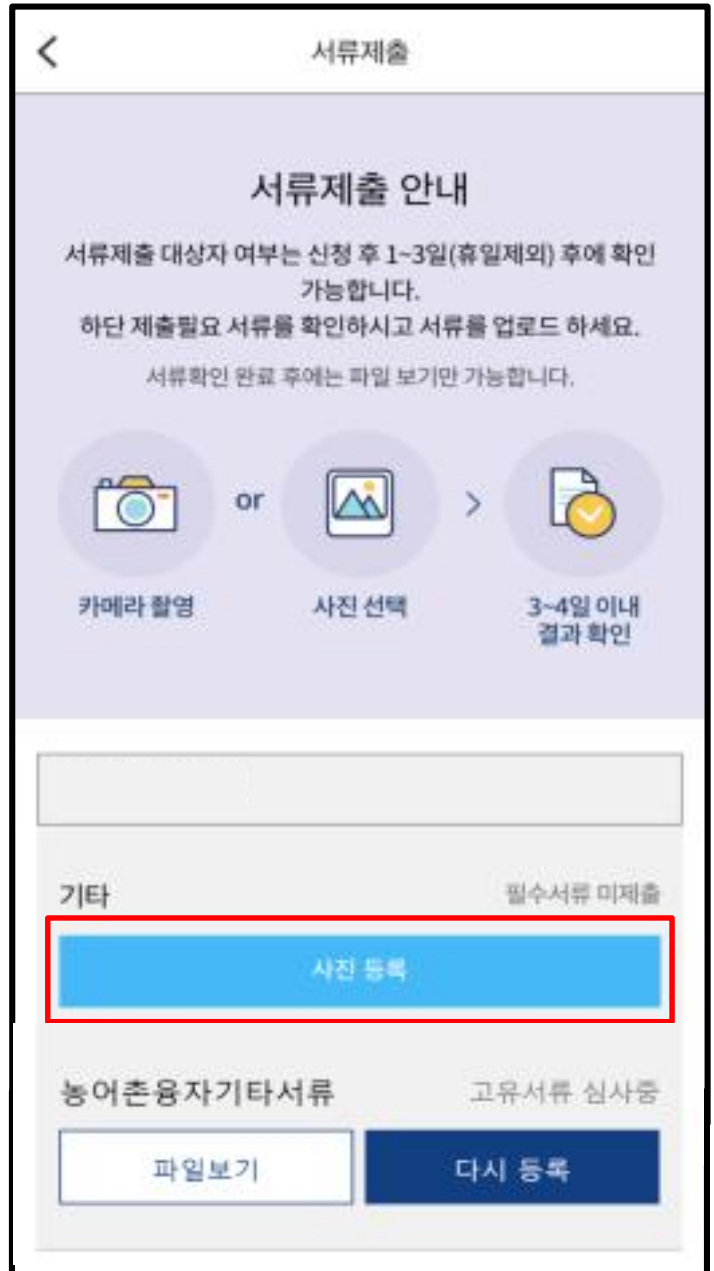 서류제출
서류제출 안내
서류제출 대상자 여부는 신청 후 1~3일(휴일제외) 후에 확인
가능합니다.
하단 제출필요 서류를 확인하시고 서류를 업로드 하세요.
서류확인 완료 후에는 파일 보기만 가능합니다.
or
>
카메라 촬영
사진 선택
3~4일 이내
결과 확인
기타
필수서류 미제출
사진 등록
농어촌융자기타서류
고유서류 심사중
파일보기
다시 등록